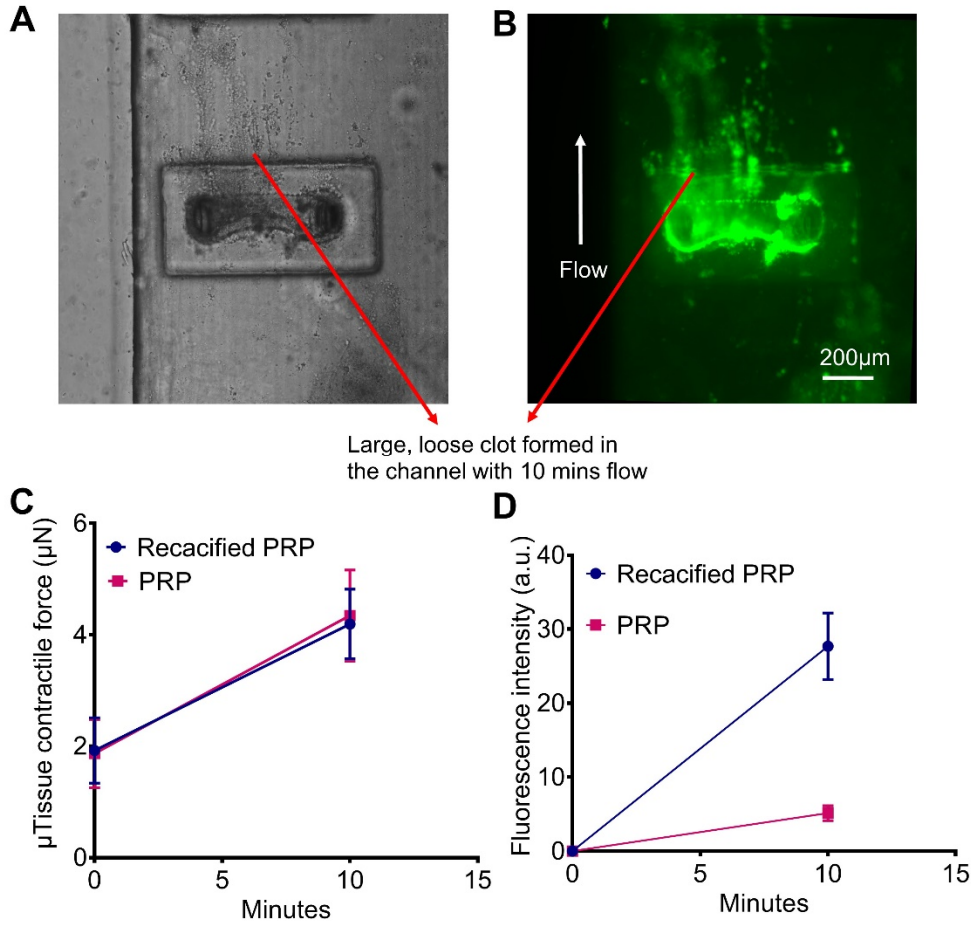 A
B
Flow
200µm
Large, loose clot formed in
the channel with 10 mins flow
C
µTissue contractile force (µN)
6
4
2
0
0
5
10
15
Minutes
Recacified PRP
PRP
D
Fluorescence intensity (a.u.)
40
30
20
10
0
0
5
10
15
Minutes
Recacified PRP
PRP